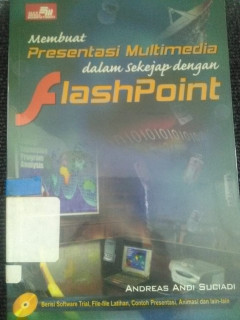 Membuat
Presentasi Multimedia
dalam Sekejap dengan
FlashPoint
ANDREAS ANDI SUCIADI
Berisi Software Trial, File-file Latihan, Contoh Presentasi, Animasi dan lain-lain